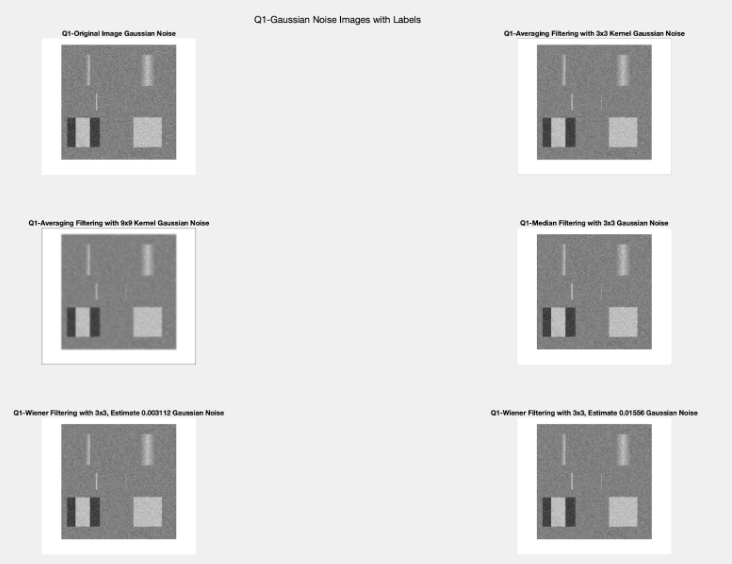 Q1-Gaussian Noise Images with Labels
Q1-Original Image Gaussian Noise
Q1-Averaging Filtering with 3x3 Kernel Gaussian Noise
Q1-Averaging Filtering with 9x9 Kernel Gaussian Noise
Q1-Median Filtering with 3x3 Gaussian Noise
Q1-Wiener Filtering with 3x3, Estimate 0.003112 Gaussian Noise
Q1-Wiener Filtering with 3x3, Estimate 0.01556 Gaussian Noise